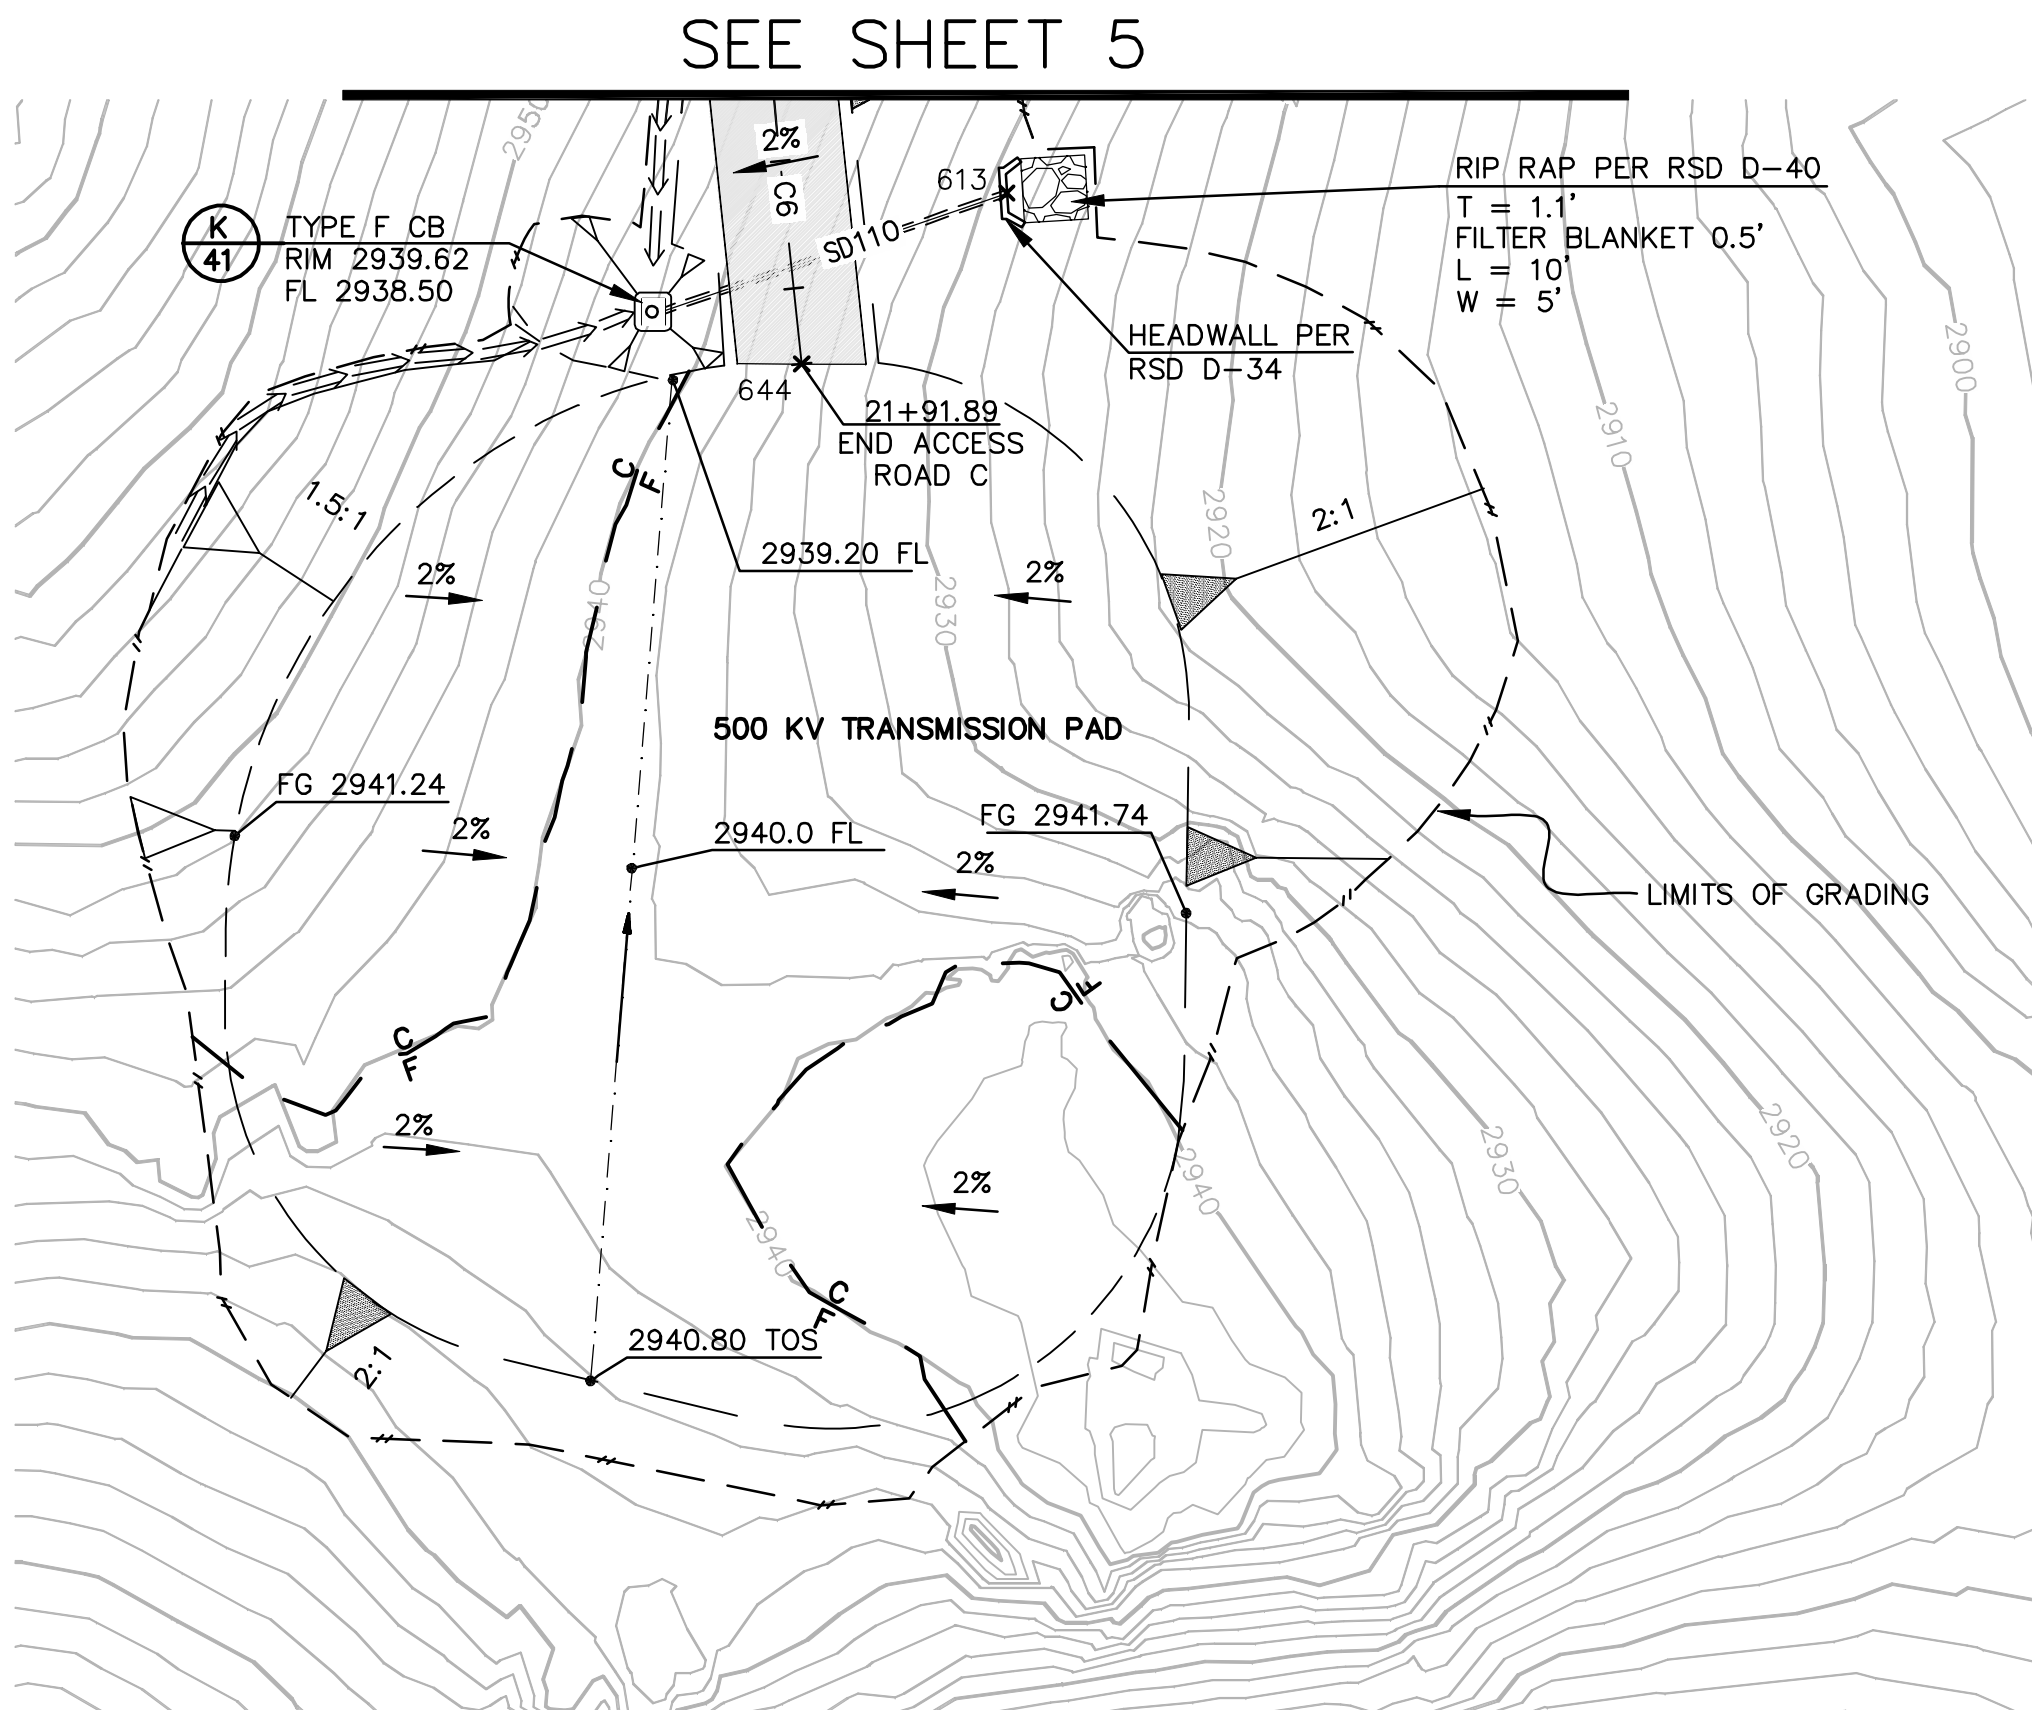 SEE SHEET 5
2950
2%
C6
613
RIP RAP PER RSD D-40
T = 1.1'
FILTER BLANKET 0.5'
L = 10'
W = 5'
K
41
TYPE F CB
RIM 2939.62
FL 2938.50
SD110
HEADWALL PER
RSD D-34
2900
644
21+91.89
END ACCESS
ROAD C
2910
C
F
1.5:1
2920
2:1
2939.20 FL
2%
2%
2940
2930
500 KV TRANSMISSION PAD
FG 2941.24
2%
2940.0 FL
FG 2941.74
2%
LIMITS OF GRADING
C
F
C
F
2%
2920
2930
2%
2940
2940
C
F
2940.80 TOS
2:1